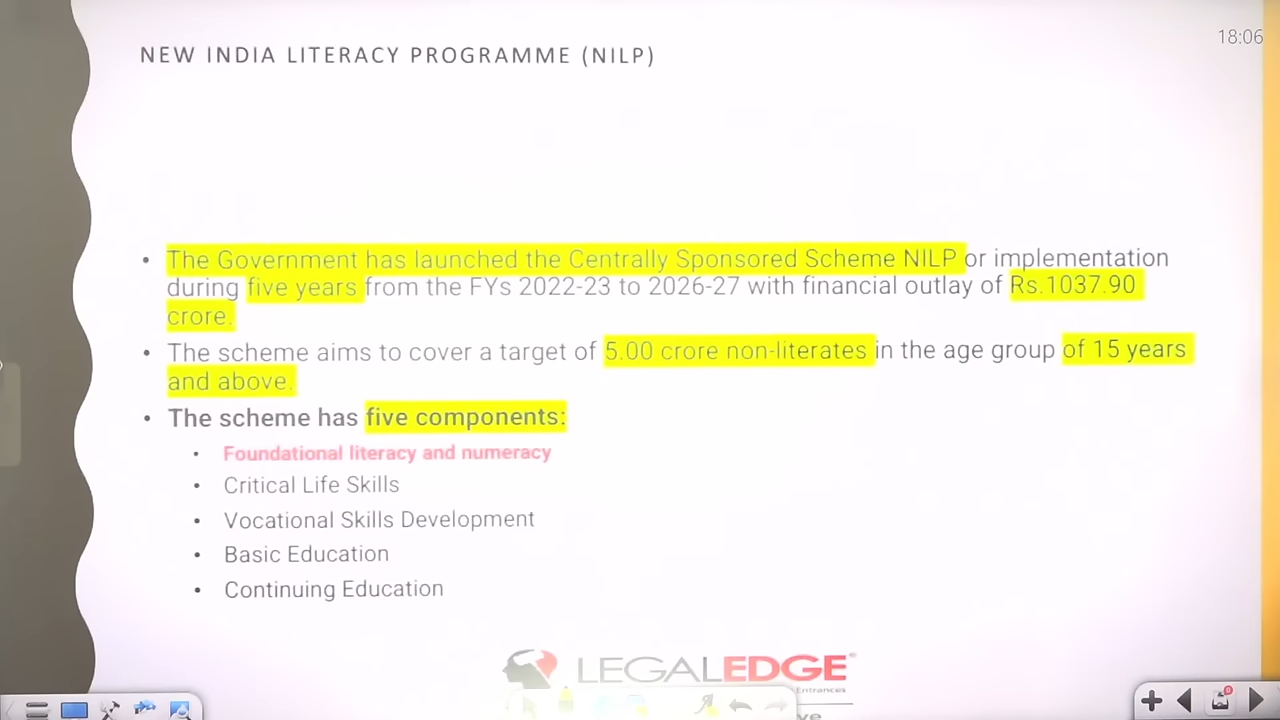 NEW INDIA LITERACY PROGRAMME (NILP)
18:06
• The Government has launched the Centrally Sponsored Scheme NILP or implementation
during five years from the FYs 2022-23 to 2026-27 with financial outlay of Rs.1037.90
crore.
• The scheme aims to cover a target of 5.00 crore non-literates in the age group of 15 years
and above.
• The scheme has five components:
• Foundational literacy and numeracy
• Critical Life Skills
• Vocational Skills Development
• Basic Education
• Continuing Education
LEGALEDGE
Entrances